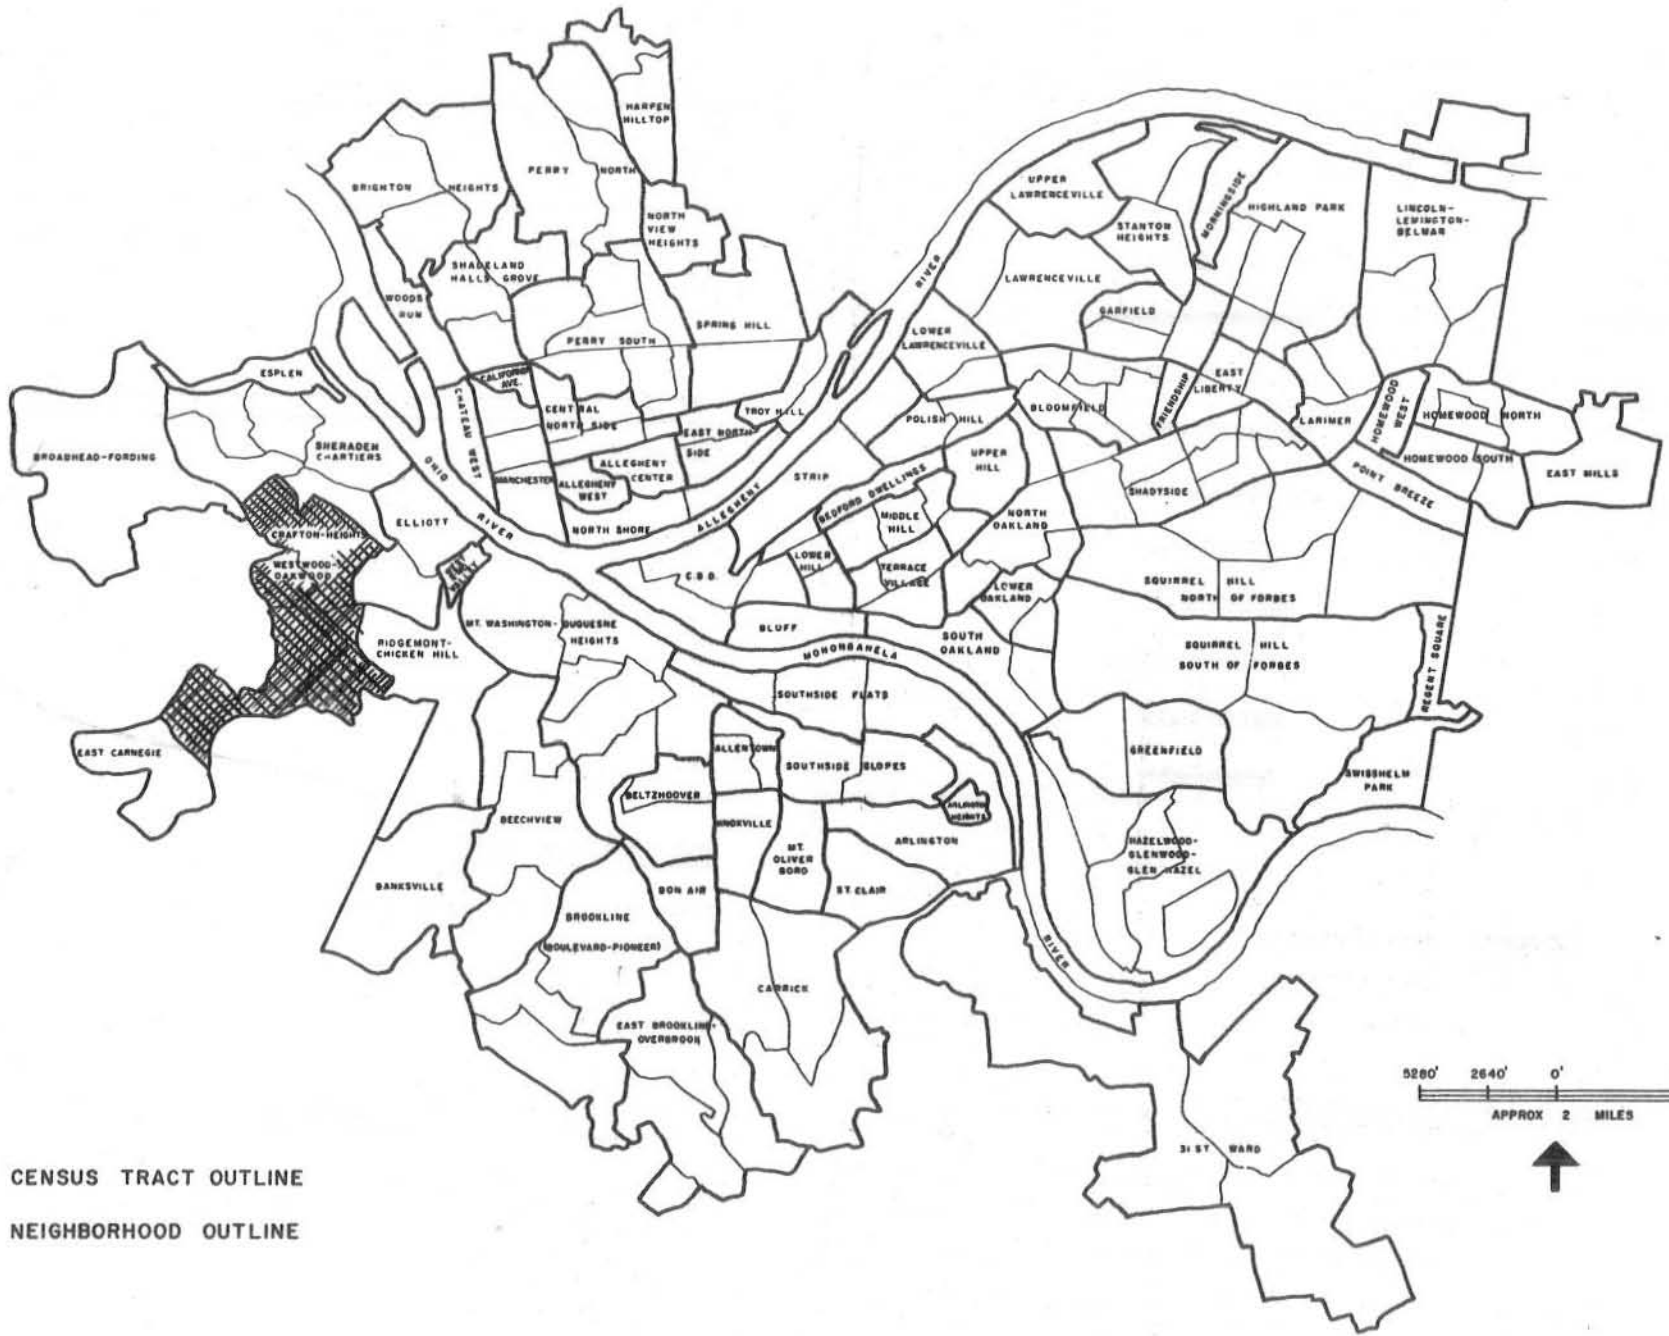 HARPEN
HILLTOP
PERRY NORTH
BRIGHTON HEIGHTS
NORTH
VIEW
HEIGHTS
SHADELAND
HALLS GROVE
WOODS
RUN
PERRY SOUTH
SPRING HILL
UPPER
LAWRENCEVILLE
MORNINGSIDE
HIGHLAND PARK
LINCOLN-
LEMINGTON-
BELMAR
STANTON
HEIGHTS
RIVER
LAWRENCEVILLE
GARFIELD
LOWER
LAWRENCEVILLE
ESPLEN
CALIFORNIA
AVE.
CHATEAU WEST
CENTRAL
NORTH SIDE
TROY HILL
EAST NORTH
SIDE
POLISH HILL
BLOOMFIELD
FRIENDSHIP
EAST
LIBERTY
LARIMER
HOMEWOOD
WEST
HOMEWOOD NORTH
HOMEWOOD SOUTH
EAST HILLS
POINT BREEZE
BROADHEAD-FORDING
SHERADEN
CHARTIERS
OHIO
RIVER
MANCHESTER
ALLEGHENY
CENTER
ALLEGHENY
WEST
NORTH SHORE
ALLEGHENY
STRIP
UPPER
HILL
BEDFORD DWELLINGS
MIDDLE
HILL
NORTH
OAKLAND
SHADYSIDE
ELLIOTT
CRAFTON-HEIGHTS
WESTWOOD-
OAKWOOD
C.B.D.
LOWER
HILL
TERRACE
VILLAGE
LOWER
OAKLAND
SQUIRREL HILL
NORTH OF FORBES
MT. WASHINGTON-DUQUESNE
HEIGHTS
RIDGEMONT-
CHICKEN HILL
BLUFF
MONONGAHELA
SOUTH
OAKLAND
SQUIRREL HILL
SOUTH OF FORBES
REGENT SQUARE
SOUTHSIDE FLATS
EAST CARNEGIE
ALLENTOWN
SOUTHSIDE SLOPES
GREENFIELD
SWISSHELM
PARK
BELTZHOOVER
ARLINGTON
HEIGHTS
BEECHVIEW
KNOXVILLE
MT.
OLIVER
BORO
ARLINGTON
HAZELWOOD-
GLENWOOD-
GLEN HAZEL
BANKSVILLE
BON AIR
ST. CLAIR
BROOKLINE
(BOULEVARD-PIONEER)
RIVER
CARRICK
EAST BROOKLINE-
OVERBROOK
5280' 2640' 0'
APPROX 2 MILES
31 ST WARD
CENSUS TRACT OUTLINE
NEIGHBORHOOD OUTLINE